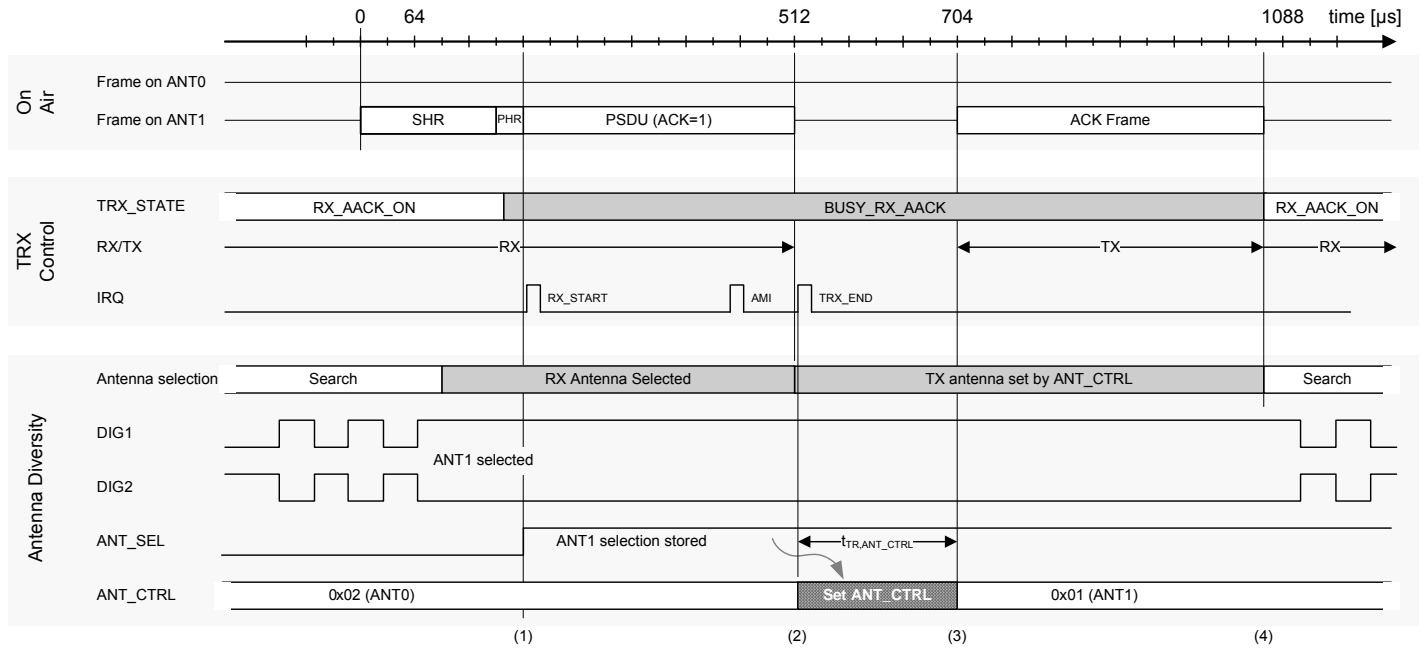 0 64 512 704 1088 time [µs]
On Air
Frame on ANT0
Frame on ANT1 SHR PHR PSDU (ACK=1) ACK Frame
TRX Control
TRX_STATE RX_AACK_ON BUSY_RX_AACK RX_AACK_ON
RX/TX RX TX RX
IRQ RX_START AMI TRX_END
Antenna Diversity
Antenna selection Search RX Antenna Selected TX antenna set by ANT_CTRL Search
DIG1
ANT1 selected
DIG2
ANT_SEL ANT1 selection stored tTR,ANT_CTRL
ANT_CTRL 0x02 (ANT0) Set ANT_CTRL 0x01 (ANT1)
(1) (2) (3) (4)